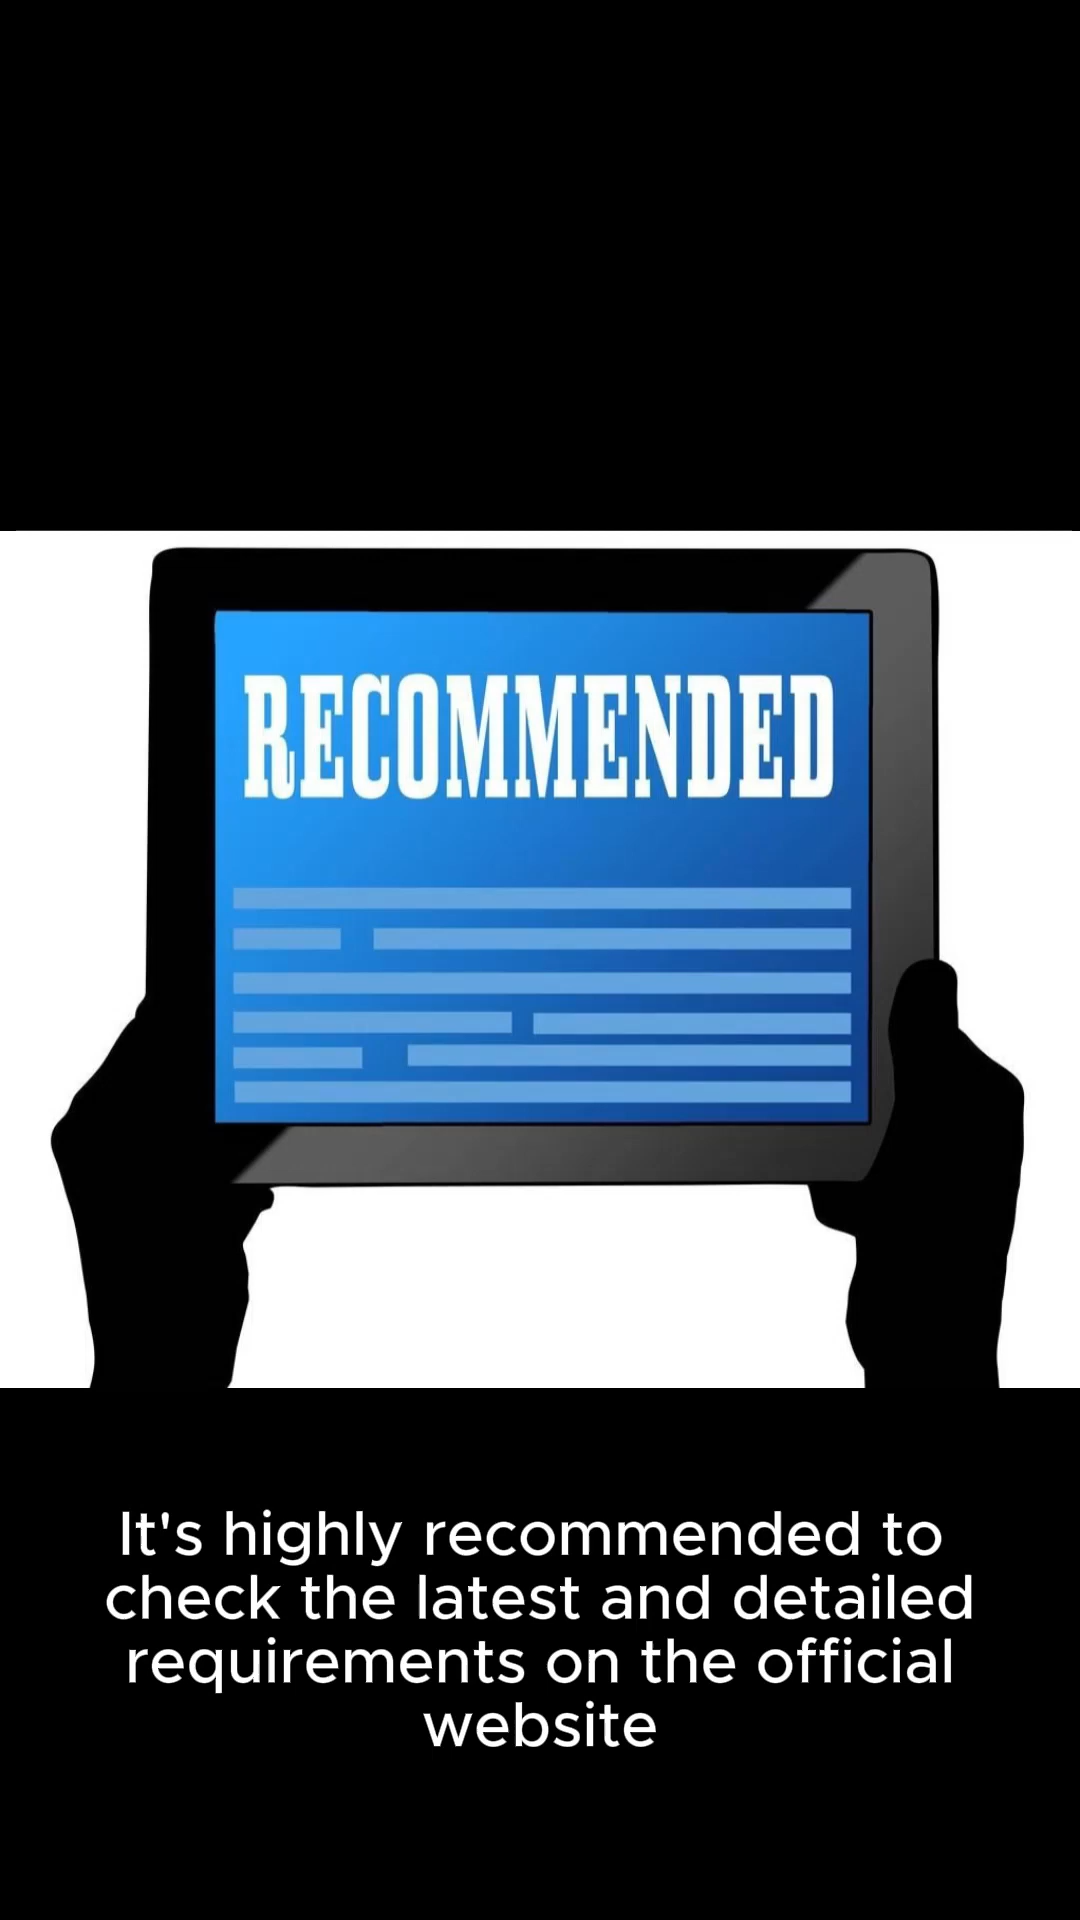 RECOMMENDED
It's highly recommended to
check the latest and detailed
requirements on the official
website